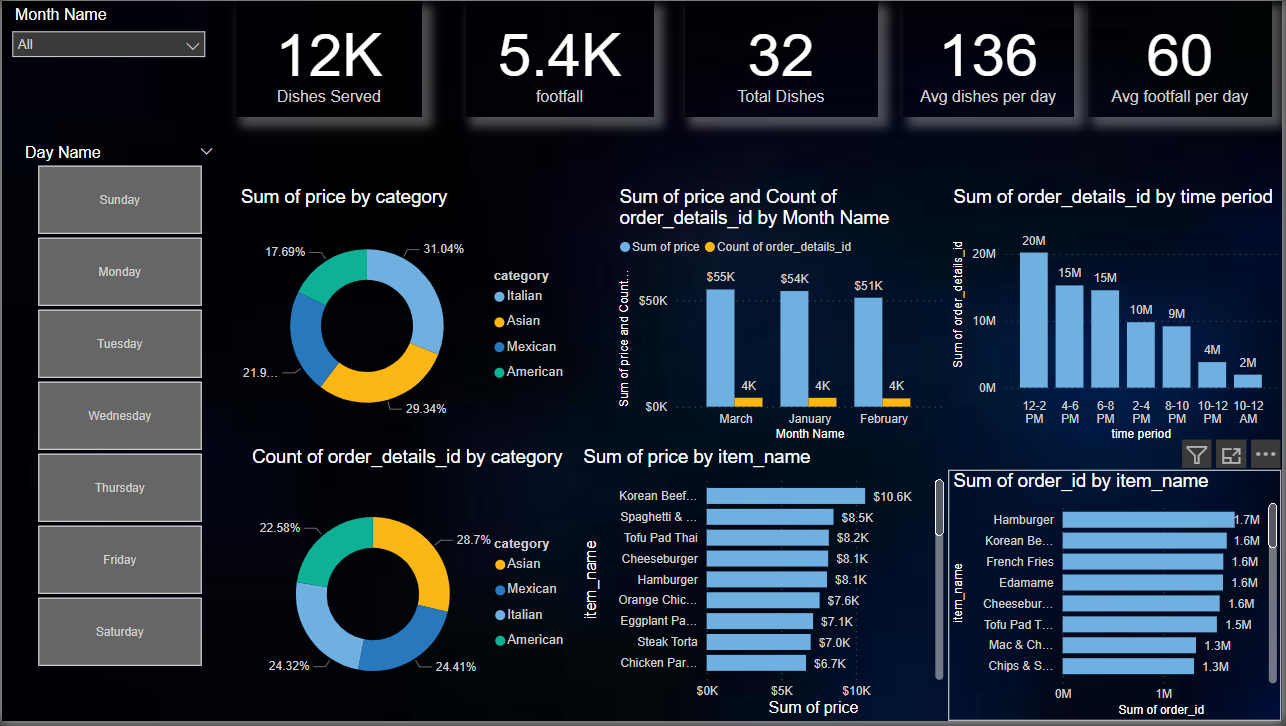 Month Name
All
12K
Dishes Served
5.4K
footfall
32
Total Dishes
136
Avg dishes per day
60
Avg footfall per day
Day Name
Sunday
Monday
Tuesday
Wednesday
Thursday
Friday
Saturday
Sum of price by category
17.69%
31.04%
21.9...
29.34%
category
Italian
Asian
Mexican
American
Sum of price and Count of
order_details_id by Month Name
Sum of price Count of order_details_id
Sum of price and Count...
$50K
$0K
$55K
4K
$54K
4K
$51K
4K
March January February
Month Name
Sum of order_details_id by time period
Sum of order_details_id
20M
10M
0M
20M
15M
15M
10M
9M
4M
2M
12-2 4-6 6-8 2-4 8-10 10-12 10-12
PM PM PM PM PM PM AM
time period
Count of order_details_id by category
22.58%
28.7%
24.32%
24.41%
category
Asian
Mexican
Italian
American
Sum of price by item_name
item_name
Korean Beef... $10.6K
Spaghetti & ... $8.5K
Tofu Pad Thai $8.2K
Cheeseburger $8.1K
Hamburger $8.1K
Orange Chic... $7.6K
Eggplant Pa... $7.1K
Steak Torta $7.0K
Chicken Par... $6.7K
$0K $5K $10K
Sum of price
Sum of order_id by item_name
item_name
Hamburger 1.7M
Korean Be... 1.6M
French Fries 1.6M
Edamame 1.6M
Cheesebur... 1.6M
Tofu Pad T... 1.5M
Mac & Ch... 1.3M
Chips & S... 1.3M
0M 1M
Sum of order_id